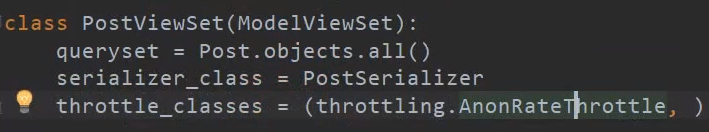 class PostViewSet(ModelViewSet):
    queryset = Post.objects.all()
    serializer_class = PostSerializer
    throttle_classes = (throttling.AnonRateThrottle, )